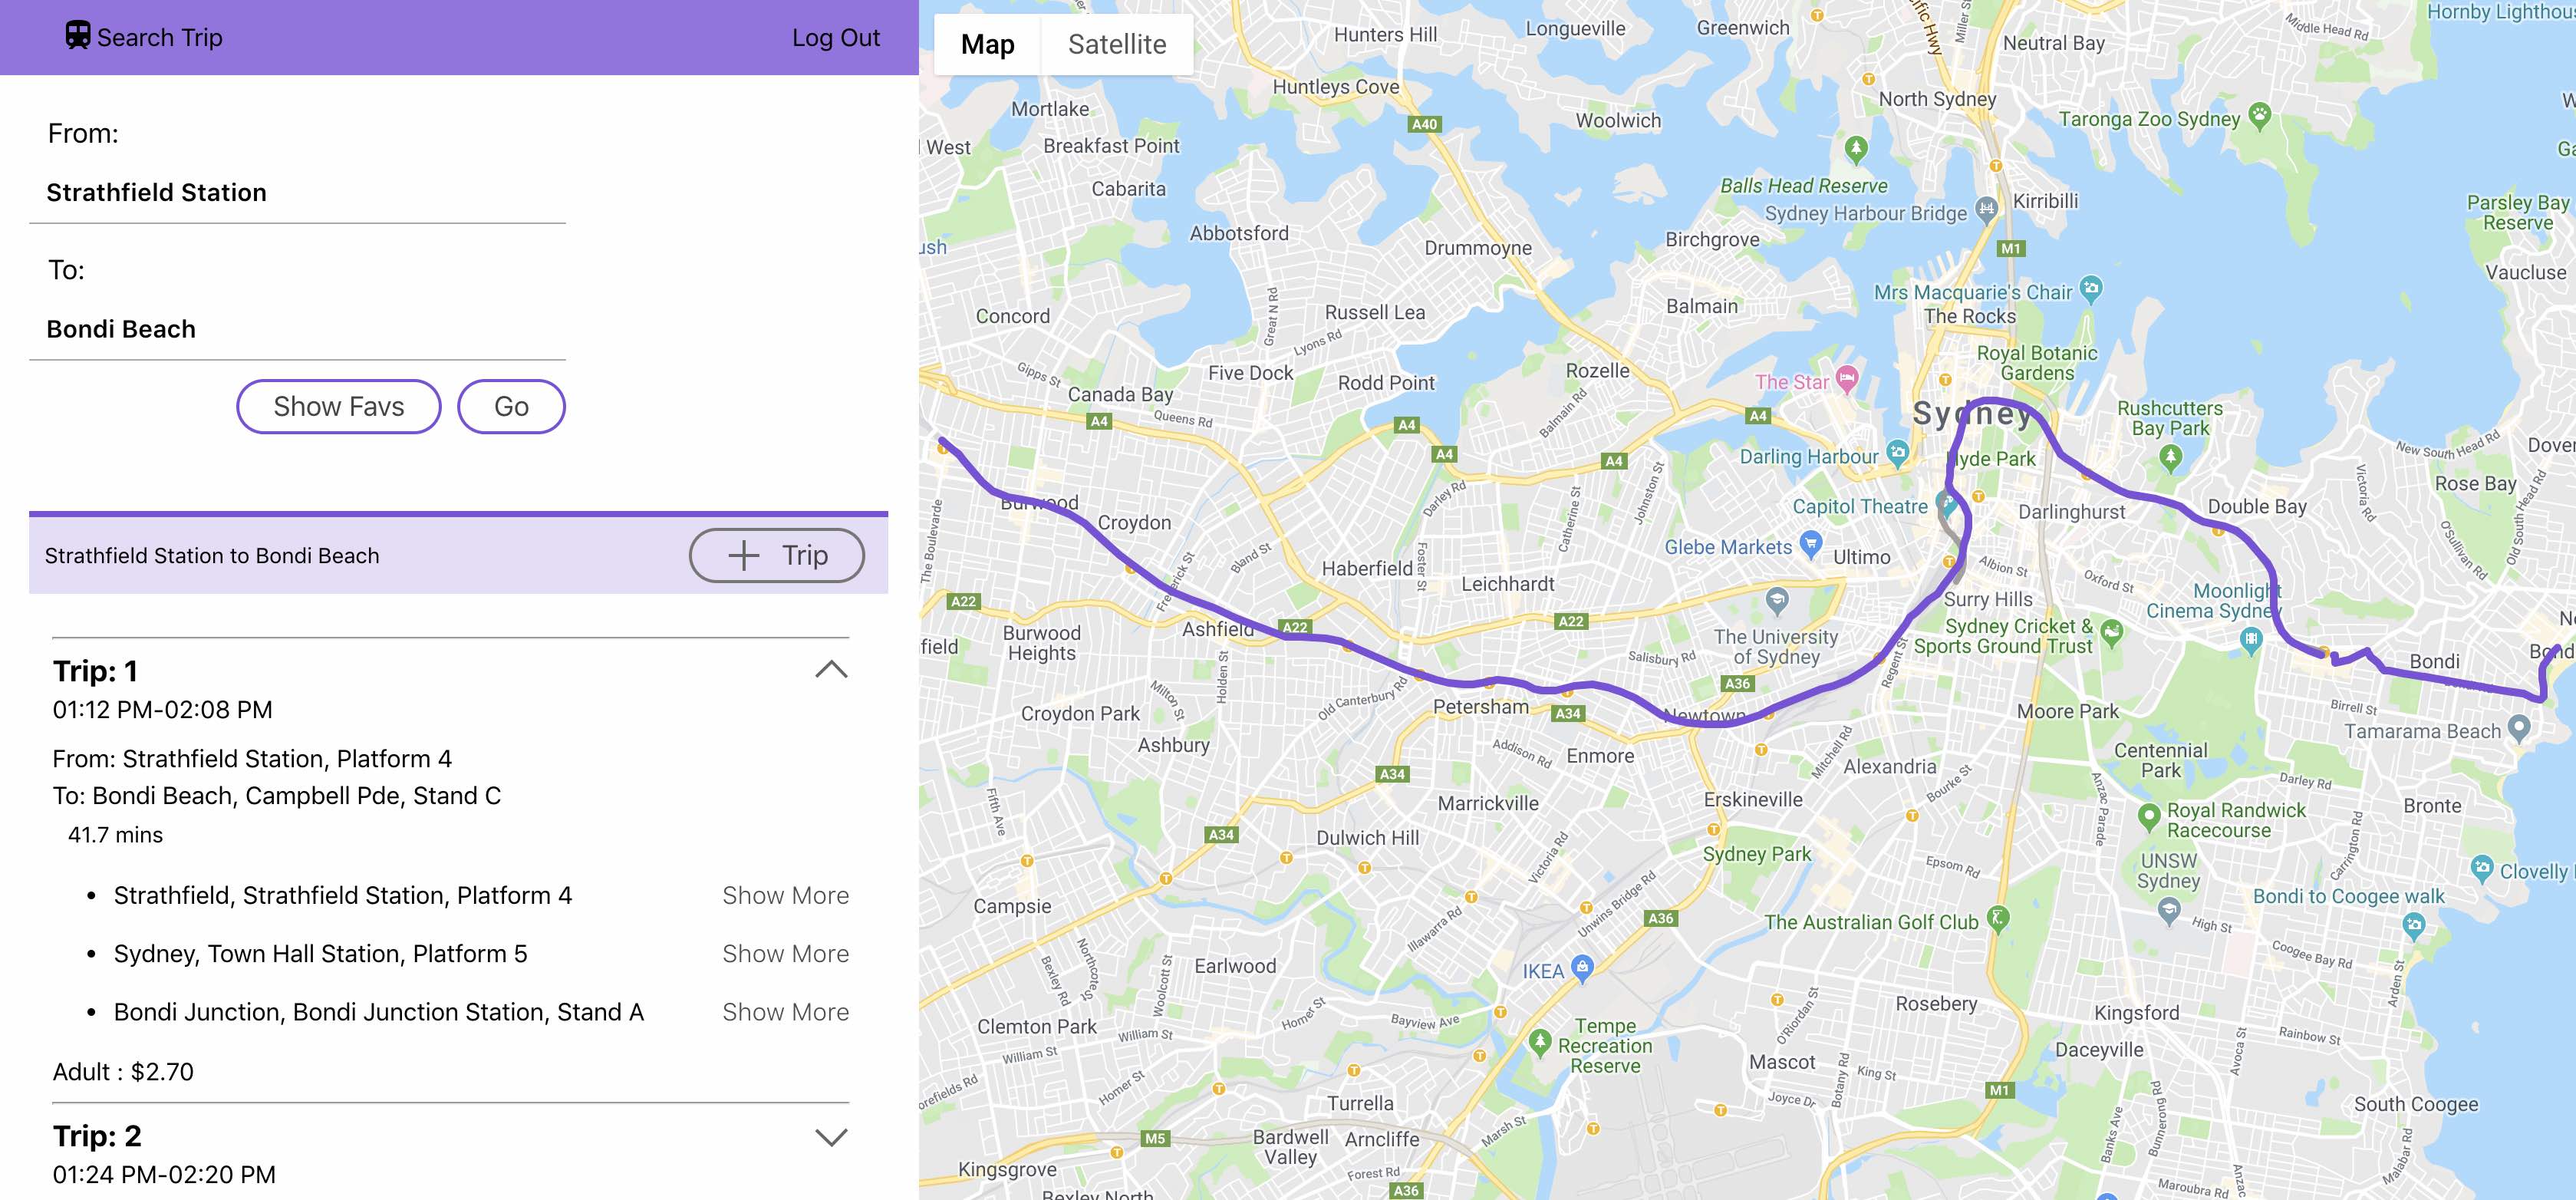 Search Trip
Log Out
From:
Strathfield Station
To:
Bondi Beach
Show Favs
Go
Strathfield Station to Bondi Beach
+ Trip
Trip: 1
01:12 PM-02:08 PM
From: Strathfield Station, Platform 4
To: Bondi Beach, Campbell Pde, Stand C
41.7 mins
• Strathfield, Strathfield Station, Platform 4
Show More
• Sydney, Town Hall Station, Platform 5
Show More
• Bondi Junction, Bondi Junction Station, Stand A
Show More
Adult : $2.70
Trip: 2
01:24 PM-02:20 PM
Map
Satellite
Hunters Hill
Longueville
Greenwich
Neutral Bay
Middle Head Rd
Huntleys Cove
Mortlake
A40
Woolwich
North Sydney
Taronga Zoo Sydney
West
Breakfast Point
Cabarita
Balls Head Reserve
Sydney Harbour Bridge
Kirribilli
Parsley Bay
Reserve
Abbotsford
Drummoyne
Birchgrove
M1
Vaucluse
Concord
Great N Rd
Russell Lea
Lyons Rd
Balmain
Mrs Macquarie's Chair
The Rocks
Gipps St
Canada Bay
Queens Rd
A4
Five Dock
Rodd Point
A4
Rozelle
Balmain Rd
The Star
A4
Royal Botanic
Gardens
Sydney
Rushcutters
Bay Park
New South Head Rd
A4
A4
Darling Harbour
Hyde Park
Victoria Rd
Rose Bay
Old South Head Rd
Burwood
Croydon
The Boulevarde
Darley Rd
Johnston St
Catherine St
Capitol Theatre
Darlinghurst
Double Bay
O'Sullivan Rd
Frederick St
Bland St
Haberfield
Foster St
Leichhardt
Glebe Markets
Ultimo
Albion St
Oxford St
Moonlight
Cinema Sydney
A22
Burwood
Heights
Ashfield
A22
A22
The University
of Sydney
Surry Hills
Sydney Cricket &
Sports Ground Trust
Salisbury Rd
Regent St
Bondi
Holden St
Milton St
Croydon Park
Old Canterbury Rd
Petersham
A34
A36
Newtown
Moore Park
Birrell St
Tamarama Beach
Ashbury
Addison Rd
Enmore
Mitchell Rd
Alexandria
Centennial
Park
Darley Rd
A34
Fifth Ave
Marrickville
Erskineville
Bourke St
Anzac Parade
Royal Randwick
Racecourse
Bronte
A34
Dulwich Hill
Victoria Rd
Sydney Park
Epsom Rd
UNSW
Sydney
Carrington Rd
Clovelly
Campsie
Illawarra Rd
Unwins Bridge Rd
A36
The Australian Golf Club
High St
Bondi to Coogee walk
Northcote St
Bexley Rd
Woolcott St
Earlwood
IKEA
Coogee Bay Rd
Arden St
Clemton Park
William St
William St
Homer St
Bayview Ave
Tempe
Recreation
Reserve
O'Riordan St
Rosebery
Kingsford
Rainbow St
Avoca St
Homer St
Mascot
Botany Rd
King St
Daceyville
Turrella
Joyce Dr
M1
Bunnerong Rd
South Coogee
M5
Bardwell
Valley
Arncliffe
Marsh St
Banks Ave
Malabar Rd
Kingsgrove
Forest Rd
A36
Bexley North
Maroubra Rd